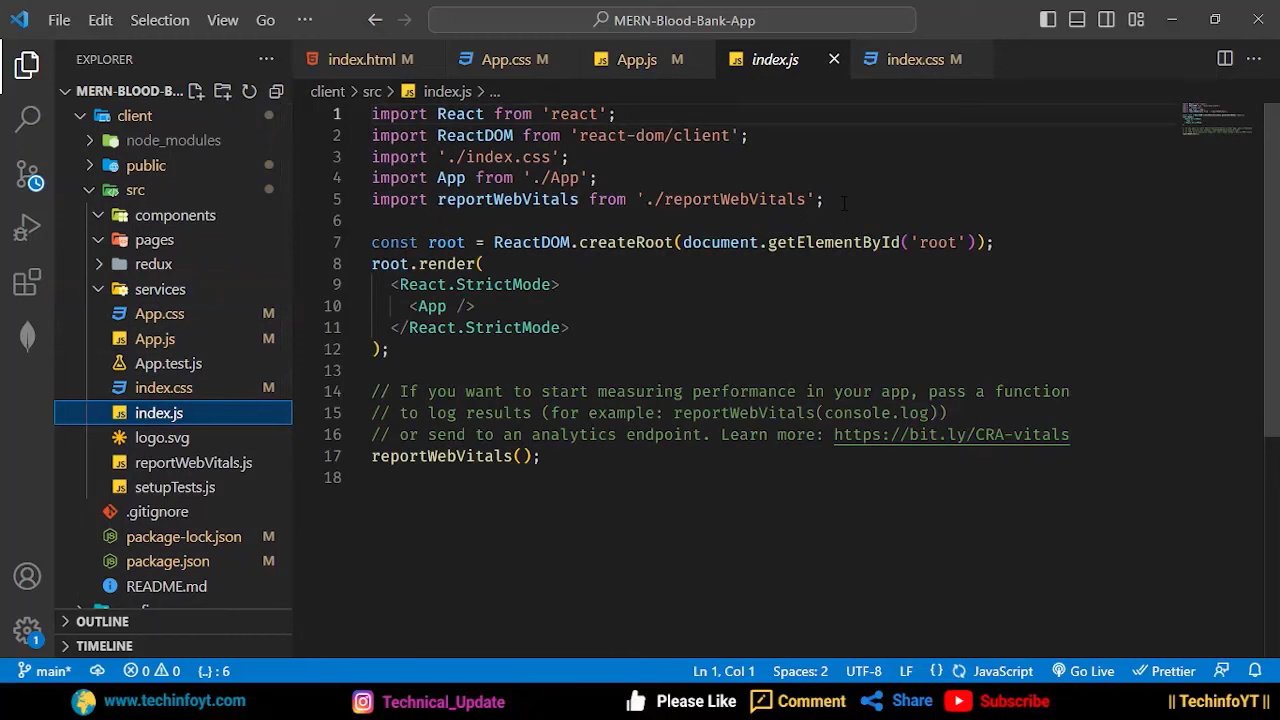 File Edit Selection View Go ··· MERN-Blood-Bank-App
EXPLORER ···
index.html M
App.css M
App.js M
index.js
index.css M
MERN-BLOOD-B...
client > src > index.js > ...
client
node_modules
public
src
components
pages
redux
services
App.css M
App.js M
App.test.js
index.css M
index.js
logo.svg
reportWebVitals.js
setupTests.js
.gitignore
package-lock.json M
package.json M
README.md
OUTLINE
TIMELINE
1 import React from 'react';
2 import ReactDOM from 'react-dom/client';
3 import './index.css';
4 import App from './App';
5 import reportWebVitals from './reportWebVitals';
6
7 const root = ReactDOM.createRoot(document.getElementById('root'));
8 root.render(
9 <React.StrictMode>
10 <App />
11 </React.StrictMode>
12 );
13
14 // If you want to start measuring performance in your app, pass a function
15 // to log results (for example: reportWebVitals(console.log))
16 // or send to an analytics endpoint. Learn more: https://bit.ly/CRA-vitals
17 reportWebVitals();
18
1
main* 0 0 {..} : 6 Ln 1, Col 1 Spaces: 2 UTF-8 LF {} JavaScript Go Live Prettier
www.techinfoyt.com Technical_Update Please Like Comment Share Subscribe || TechinfoYT ||